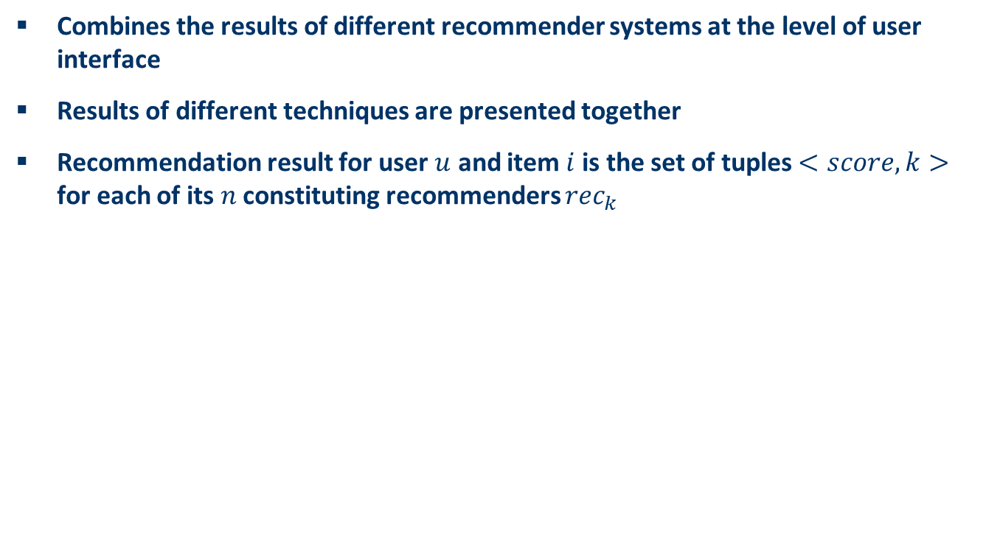 ▪ Combines the results of different recommender systems at the level of user
interface
▪ Results of different techniques are presented together
▪ Recommendation result for user 𝑢 and item 𝑖 is the set of tuples < 𝑠𝑐𝑜𝑟𝑒, 𝑘 >
for each of its 𝑛 constituting recommenders 𝑟𝑒𝑐ₖ